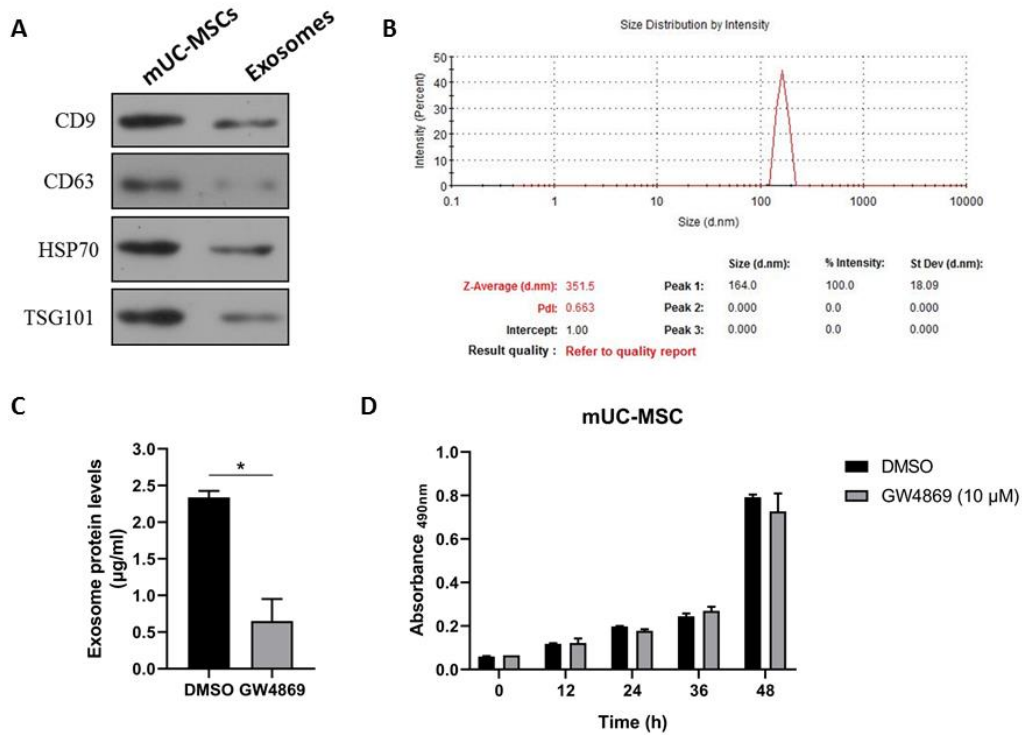 A
mUC-MSCs
Exosomes
CD9
CD63
HSP70
TSG101
B
Size Distribution by Intensity
Intensity (Percent)
50
40
30
20
10
0
0.1 1 10 100 1000 10000
Size (d.nm)
Size (d.nm): % Intensity: St Dev (d.nm):
Z-Average (d.nm): 351.5 Peak 1: 164.0 100.0 18.09
PdI: 0.663 Peak 2: 0.000 0.0 0.000
Intercept: 1.00 Peak 3: 0.000 0.0 0.000
Result quality : Refer to quality report
C
Exosome protein levels
(μg/ml)
3.0
2.5
2.0
1.5
1.0
0.5
0.0
*
DMSO GW4869
D
mUC-MSC
Absorbance 490nm
1.0
0.8
0.6
0.4
0.2
0.0
0 12 24 36 48
Time (h)
DMSO
GW4869 (10 μM)